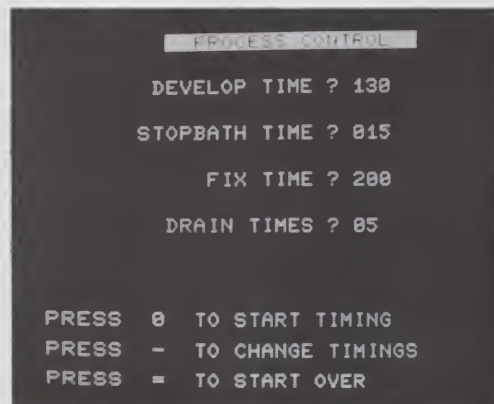 PROCESS CONTROL
DEVELOP TIME ? 130
STOPBATH TIME ? 015
FIX TIME ? 200
DRAIN TIMES ? 05
PRESS 0 TO START TIMING
PRESS - TO CHANGE TIMINGS
PRESS = TO START OVER